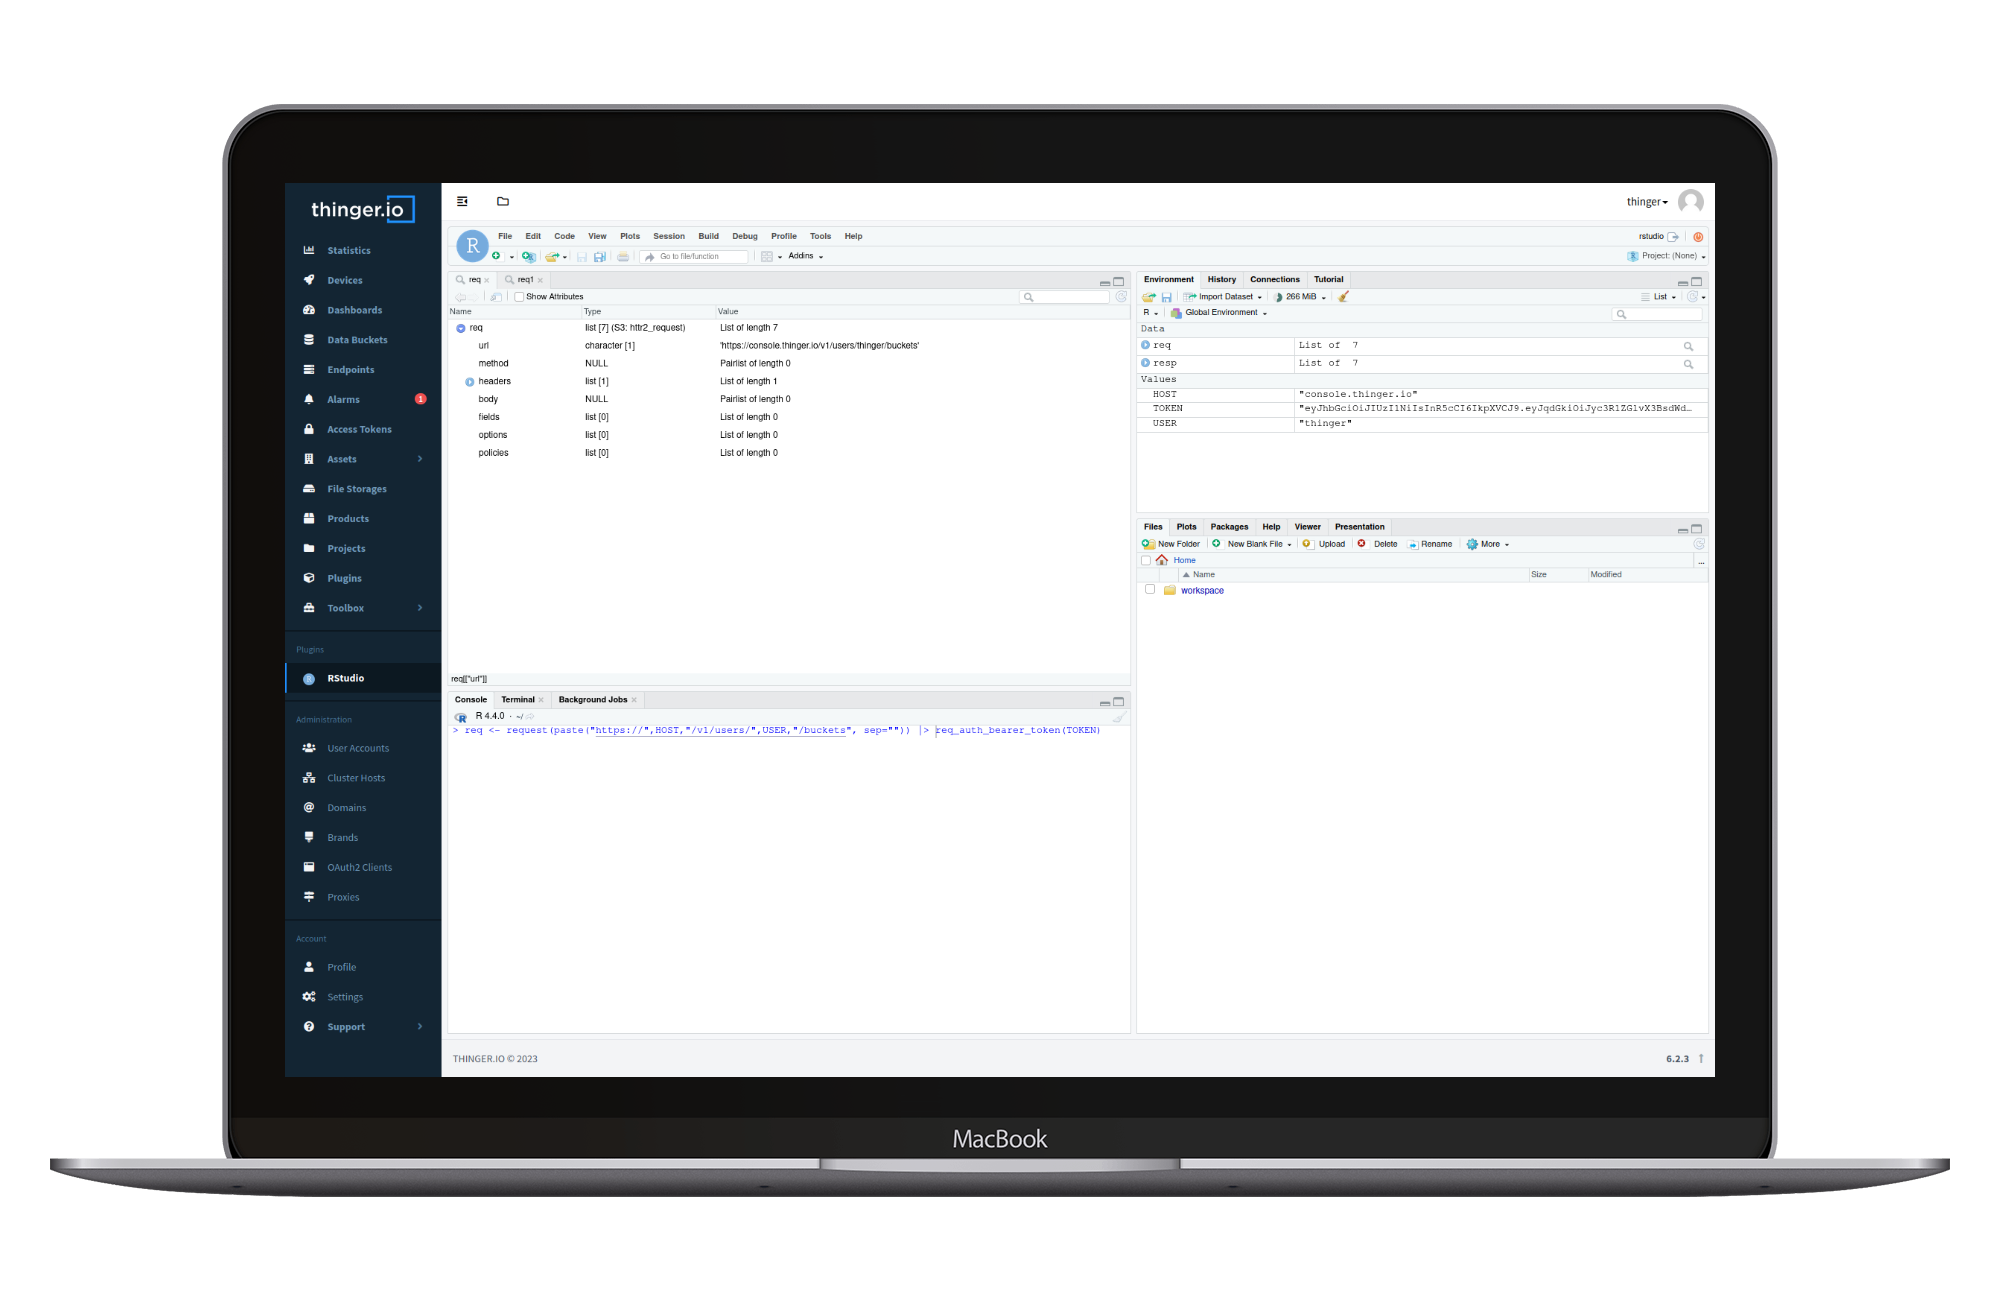 thinger.io
Statistics
Devices
Dashboards
Data Buckets
Endpoints
Alarms 1
Access Tokens
Assets
File Storages
Products
Projects
Plugins
Toolbox
Plugins
RStudio
Administration
User Accounts
Cluster Hosts
Domains
Brands
OAuth2 Clients
Proxies
Account
Profile
Settings
Support
thinger
R
File Edit Code View Plots Session Build Debug Profile Tools Help
rstudio
Go to file/function
Addins
Project: (None)
req req1
Show Attributes
Name Type Value
req list [7] (S3: httr2_request) List of length 7
url character [1] 'https://console.thinger.io/v1/users/thinger/buckets'
method NULL Pairlist of length 0
headers list [1] List of length 1
body NULL Pairlist of length 0
fields list [0] List of length 0
options list [0] List of length 0
policies list [0] List of length 0
req[["url"]]
Console Terminal Background Jobs
R 4.4.0 · ~/
> req <- request(paste("https://",HOST,"/v1/users/",USER,"/buckets", sep="")) |> req_auth_bearer_token(TOKEN)
Environment History Connections Tutorial
Import Dataset 266 MiB List
R Global Environment
Data
req List of 7
resp List of 7
Values
HOST "console.thinger.io"
TOKEN "eyJhbGciOiJIUzI1NiIsInR5cCI6IkpXVCJ9.eyJqdGkiOiJyc3R1ZGlvX3BsdWd…
USER "thinger"
Files Plots Packages Help Viewer Presentation
New Folder New Blank File Upload Delete Rename More
Home ...
Name Size Modified
workspace
THINGER.IO © 2023
6.2.3
MacBook